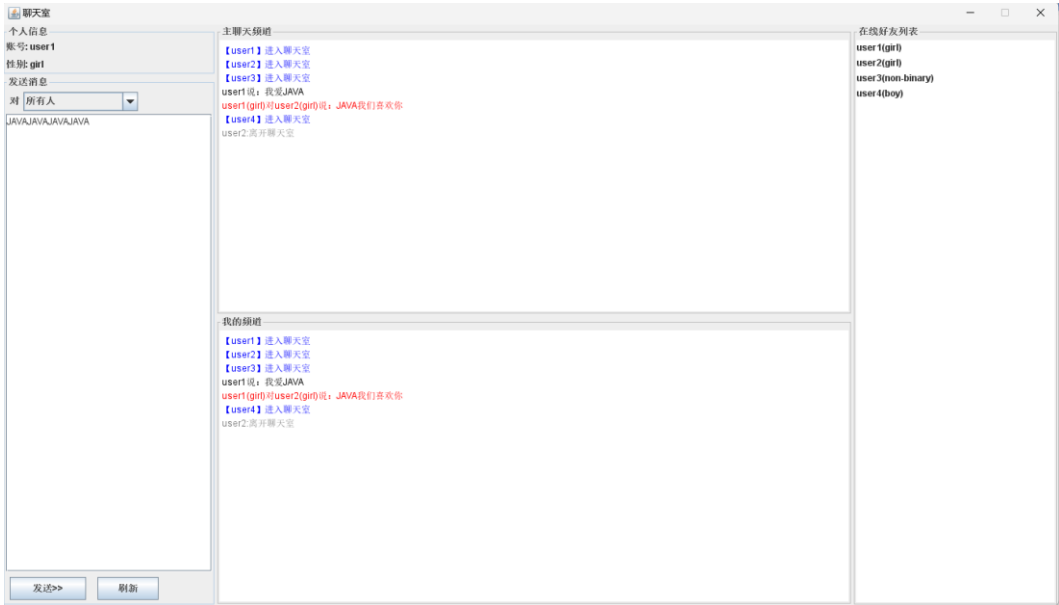 聊天室
个人信息
账号: user1
性别: girl
发送消息
对 所有人
JAVAJAVAJAVAJAVA
发送>> 刷新
主聊天频道
【user1】进入聊天室
【user2】进入聊天室
【user3】进入聊天室
user1说：我爱JAVA
user1(girl)对user2(girl)说：JAVA我们喜欢你
【user4】进入聊天室
user2:离开聊天室
我的频道
【user1】进入聊天室
【user2】进入聊天室
【user3】进入聊天室
user1说：我爱JAVA
user1(girl)对user2(girl)说：JAVA我们喜欢你
【user4】进入聊天室
user2:离开聊天室
在线好友列表
user1(girl)
user2(girl)
user3(non-binary)
user4(boy)